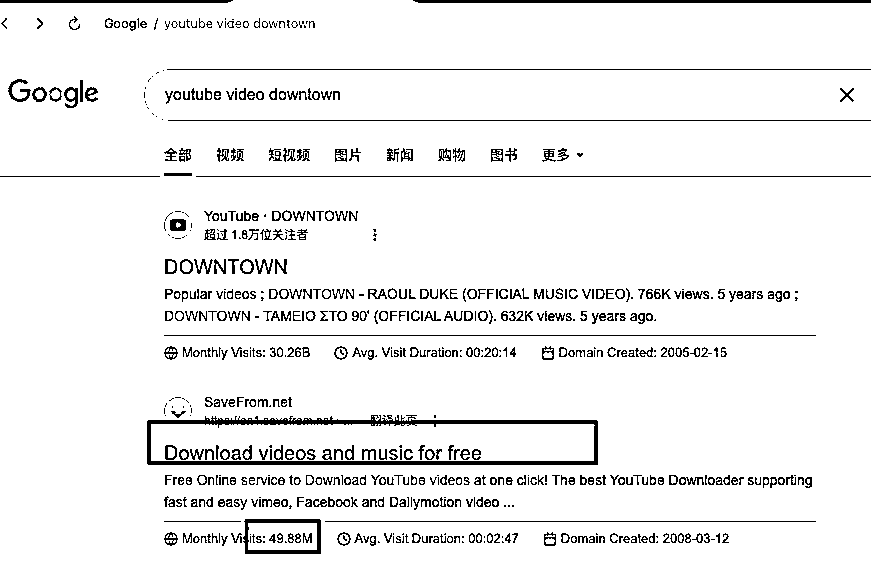 Google / youtube video downtown
Google
youtube video downtown
全部 视频 短视频 图片 新闻 购物 图书 更多
YouTube · DOWNTOWN
超过 1.8万位关注者
DOWNTOWN
Popular videos ; DOWNTOWN - RAOUL DUKE (OFFICIAL MUSIC VIDEO). 766K views. 5 years ago ;
DOWNTOWN - TAMEIO ΣTO 90' (OFFICIAL AUDIO). 632K views. 5 years ago.
Monthly Visits: 30.26B Avg. Visit Duration: 00:20:14 Domain Created: 2005-02-15
SaveFrom.net
https://en1.savefrom.net · ... 翻译此页
Download videos and music for free
Free Online service to Download YouTube videos at one click! The best YouTube Downloader supporting
fast and easy vimeo, Facebook and Dailymotion video ...
Monthly Visits: 49.88M Avg. Visit Duration: 00:02:47 Domain Created: 2008-03-12